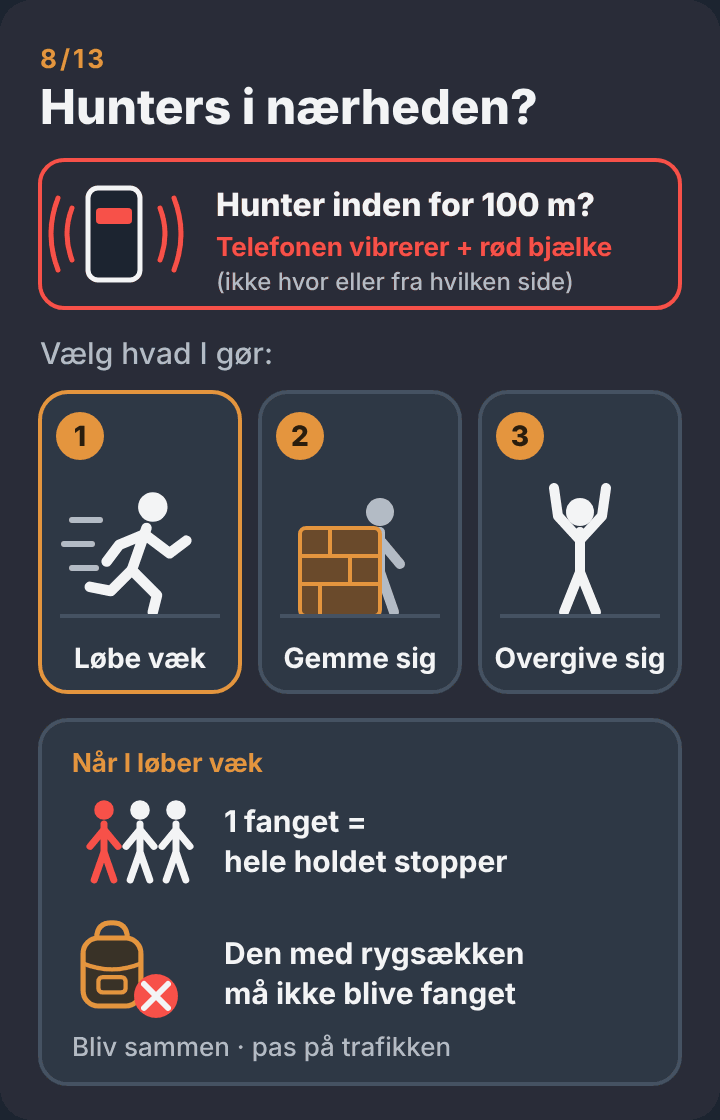 8/13
Hunters i nærheden?
Hunter inden for 100 m?
Telefonen vibrerer + rød bjælke
(ikke hvor eller fra hvilken side)
Vælg hvad I gør:
1
Løbe væk
2
Gemme sig
3
Overgive sig
Når I løber væk
1 fanget =
hele holdet stopper
Den med rygsækken
må ikke blive fanget
Bliv sammen · pas på trafikken